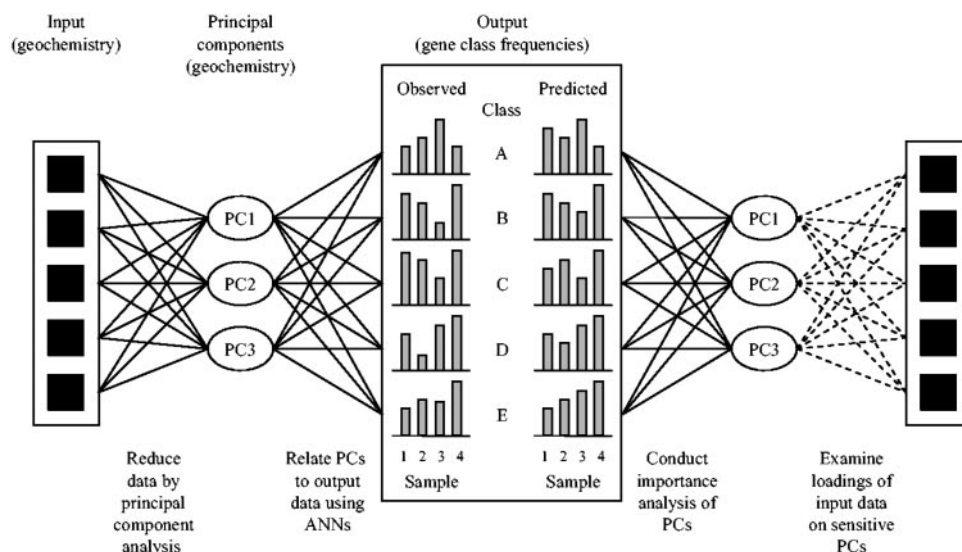 Input
(geochemistry)
Principal
components
(geochemistry)
Output
(gene class frequencies)
Observed
Predicted
Class
A
B
C
D
E
PC1
PC2
PC3
PC1
PC2
PC3
1 2 3 4
Sample
1 2 3 4
Sample
Reduce
data by
principal
component
analysis
Relate PCs
to output
data using
ANNs
Conduct
importance
analysis of
PCs
Examine
loadings of
input data
on sensitive
PCs